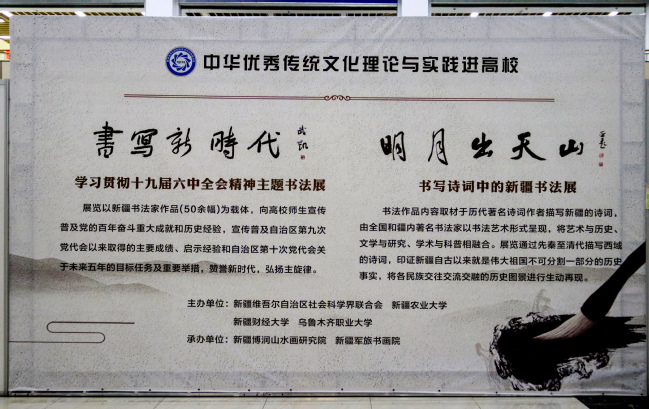 中华优秀传统文化理论与实践进高校
書寫新時代
武凯
学习贯彻十九届六中全会精神主题书法展
展览以新疆书法家作品(50余幅)为载体，向高校师生宣传
普及党的百年奋斗重大成就和历史经验，宣传普及自治区第九次
党代会以来取得的主要成绩、启示经验和自治区第十次党代会关
于未来五年的目标任务及重要举措，赞誉新时代，弘扬主旋律。
明月出天山
书写诗词中的新疆书法展
书法作品内容取材于历代著名诗词作者描写新疆的诗词，
由全国和疆内著名书法家以书法艺术形式呈现，将艺术与历史、
文学与研究、学术与科普相融合。展览通过先秦至清代描写西域
的诗词，印证新疆自古以来就是伟大祖国不可分割一部分的历史
事实，将各民族交往交流交融的历史图景进行生动再现。
主办单位：新疆维吾尔自治区社会科学界联合会 新疆农业大学
新疆财经大学 乌鲁木齐职业大学
承办单位：新疆博润山水画研究院 新疆军旅书画院